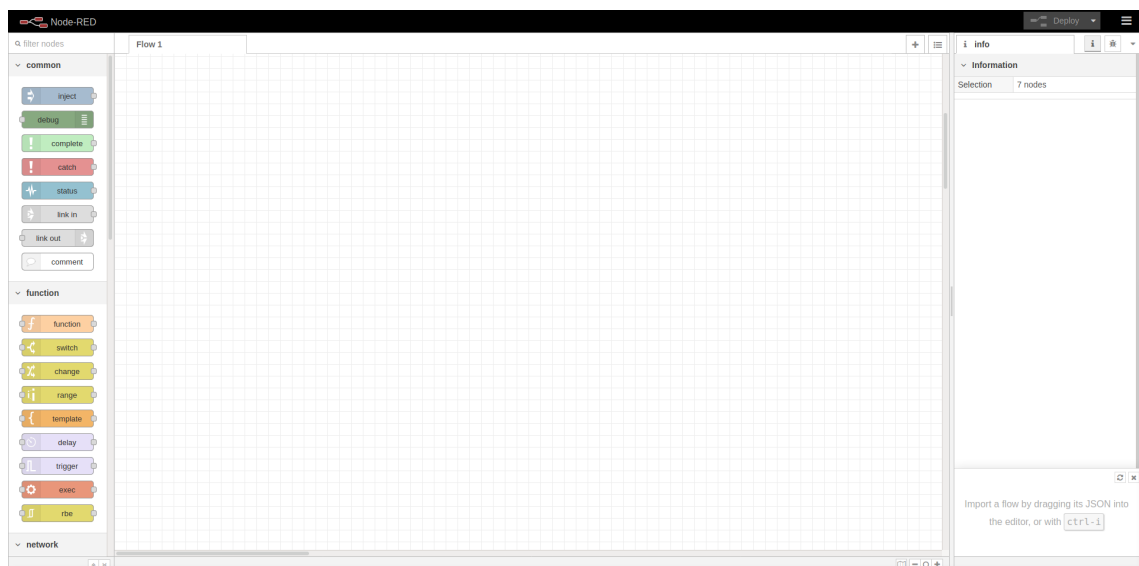 Node-RED
Deploy
filter nodes
Flow 1
i info
common
Information
Selection 7 nodes
inject
debug
complete
catch
status
link in
link out
comment
function
function
switch
change
range
template
delay
trigger
exec
rbe
network
Import a flow by dragging its JSON into
the editor, or with ctrl-i